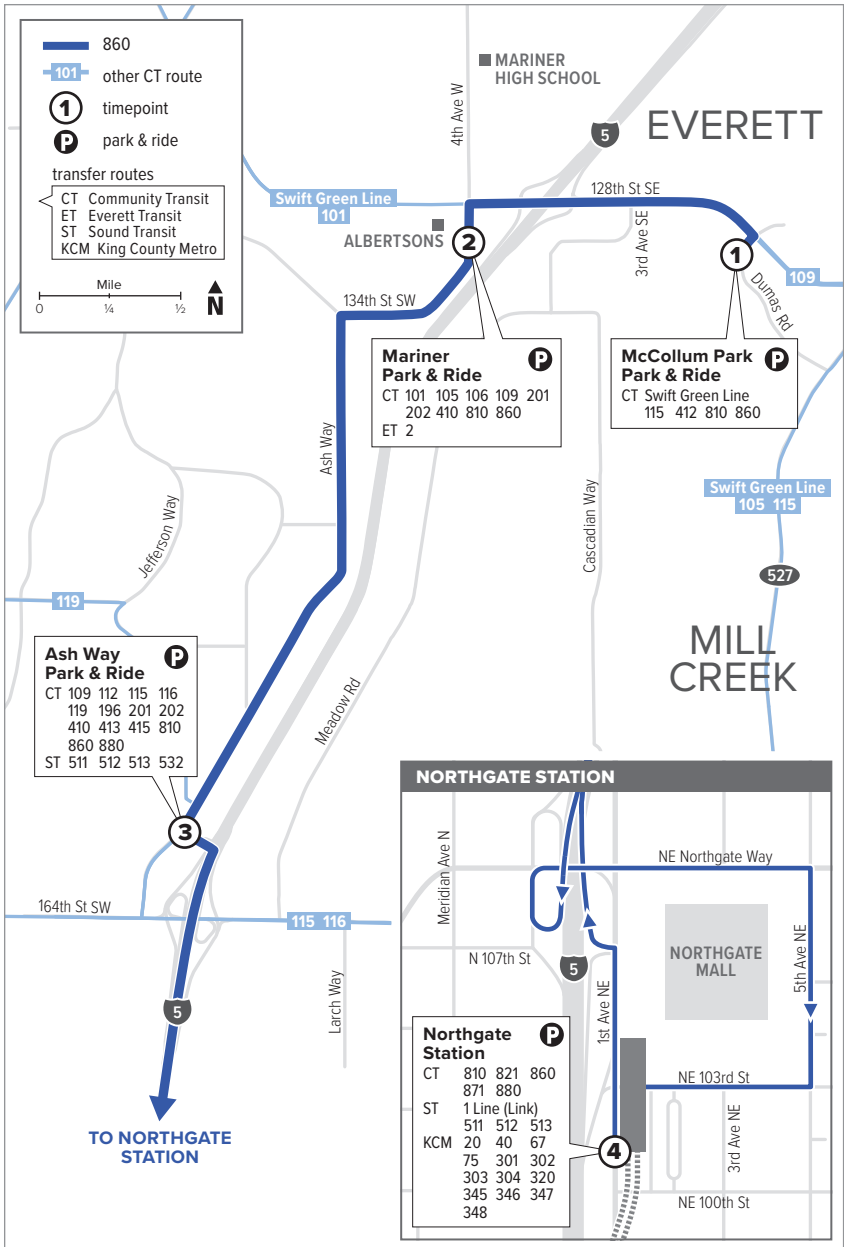 860
101 other CT route
1 timepoint
P park & ride
transfer routes
CT Community Transit
ET Everett Transit
ST Sound Transit
KCM King County Metro
Mile
0 ¼ ½
N
MARINER
HIGH SCHOOL
4th Ave W
5
EVERETT
Swift Green Line
101
128th St SE
ALBERTSONS
2
3rd Ave SE
1
109
Dumas Rd
134th St SW
Mariner
Park & Ride
P
CT 101 105 106 109 201
202 410 810 860
ET 2
McCollum Park
Park & Ride
P
CT Swift Green Line
115 412 810 860
Ash Way
Jefferson Way
Cascadian Way
Swift Green Line
105 115
527
119
MILL
CREEK
Ash Way
Park & Ride
P
CT 109 112 115 116
119 196 201 202
410 413 415 810
860 880
ST 511 512 513 532
Meadow Rd
3
164th St SW
115 116
Larch Way
5
TO NORTHGATE
STATION
NORTHGATE STATION
Meridian Ave N
NE Northgate Way
N 107th St
5
NORTHGATE
MALL
5th Ave NE
1st Ave NE
Northgate
Station
P
CT 810 821 860
871 880
ST 1 Line (Link)
511 512 513
KCM 20 40 67
75 301 302
303 304 320
345 346 347
348
4
NE 103rd St
3rd Ave NE
NE 100th St